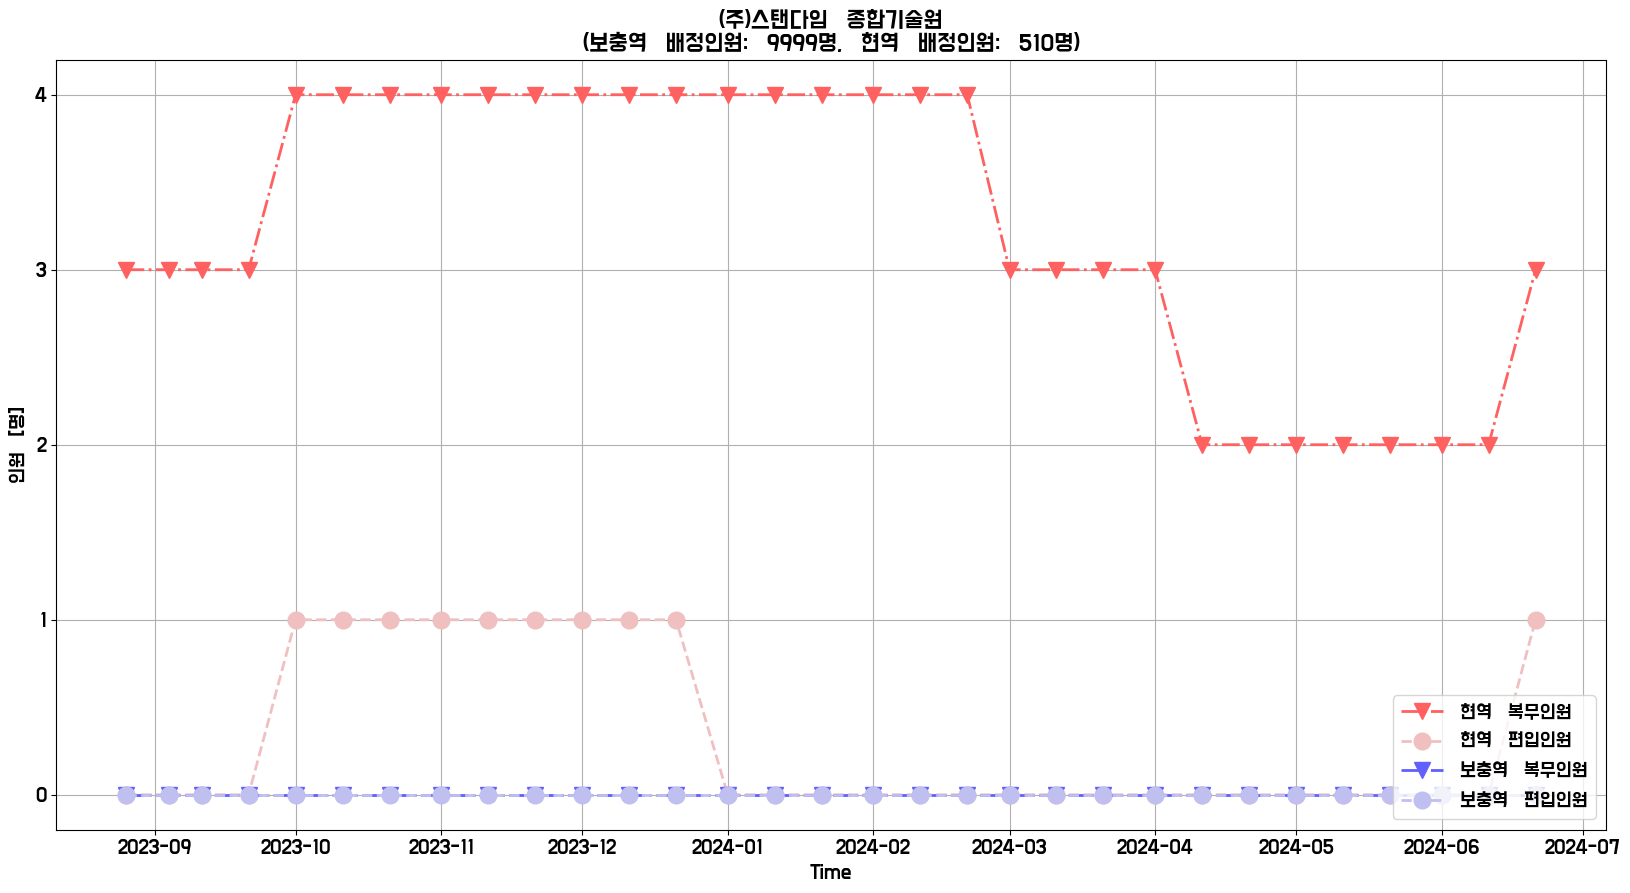 (주)스탠다임 종합기술원
(보충역 배정인원: 9999명, 현역 배정인원: 510명)
4
3
2
1
0
인원 [명]
2023-09
2023-10
2023-11
2023-12
2024-01
2024-02
2024-03
2024-04
2024-05
2024-06
2024-07
Time
현역 복무인원
현역 편입인원
보충역 복무인원
보충역 편입인원